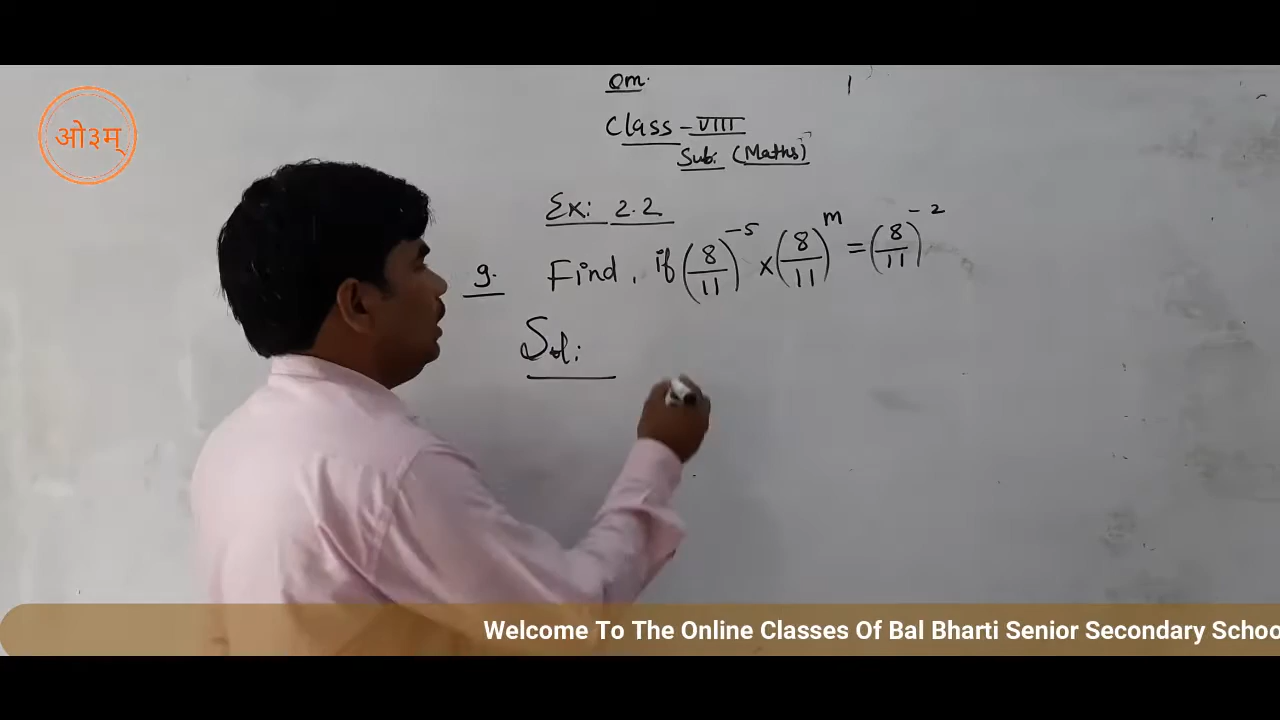 ओ३म्
Om.
Class - VIII
Sub: (Maths)
Ex: 2.2
9. Find, if (8/11)^-5 × (8/11)^m = (8/11)^-2
Sol:
Welcome To The Online Classes Of Bal Bharti Senior Secondary Schoo